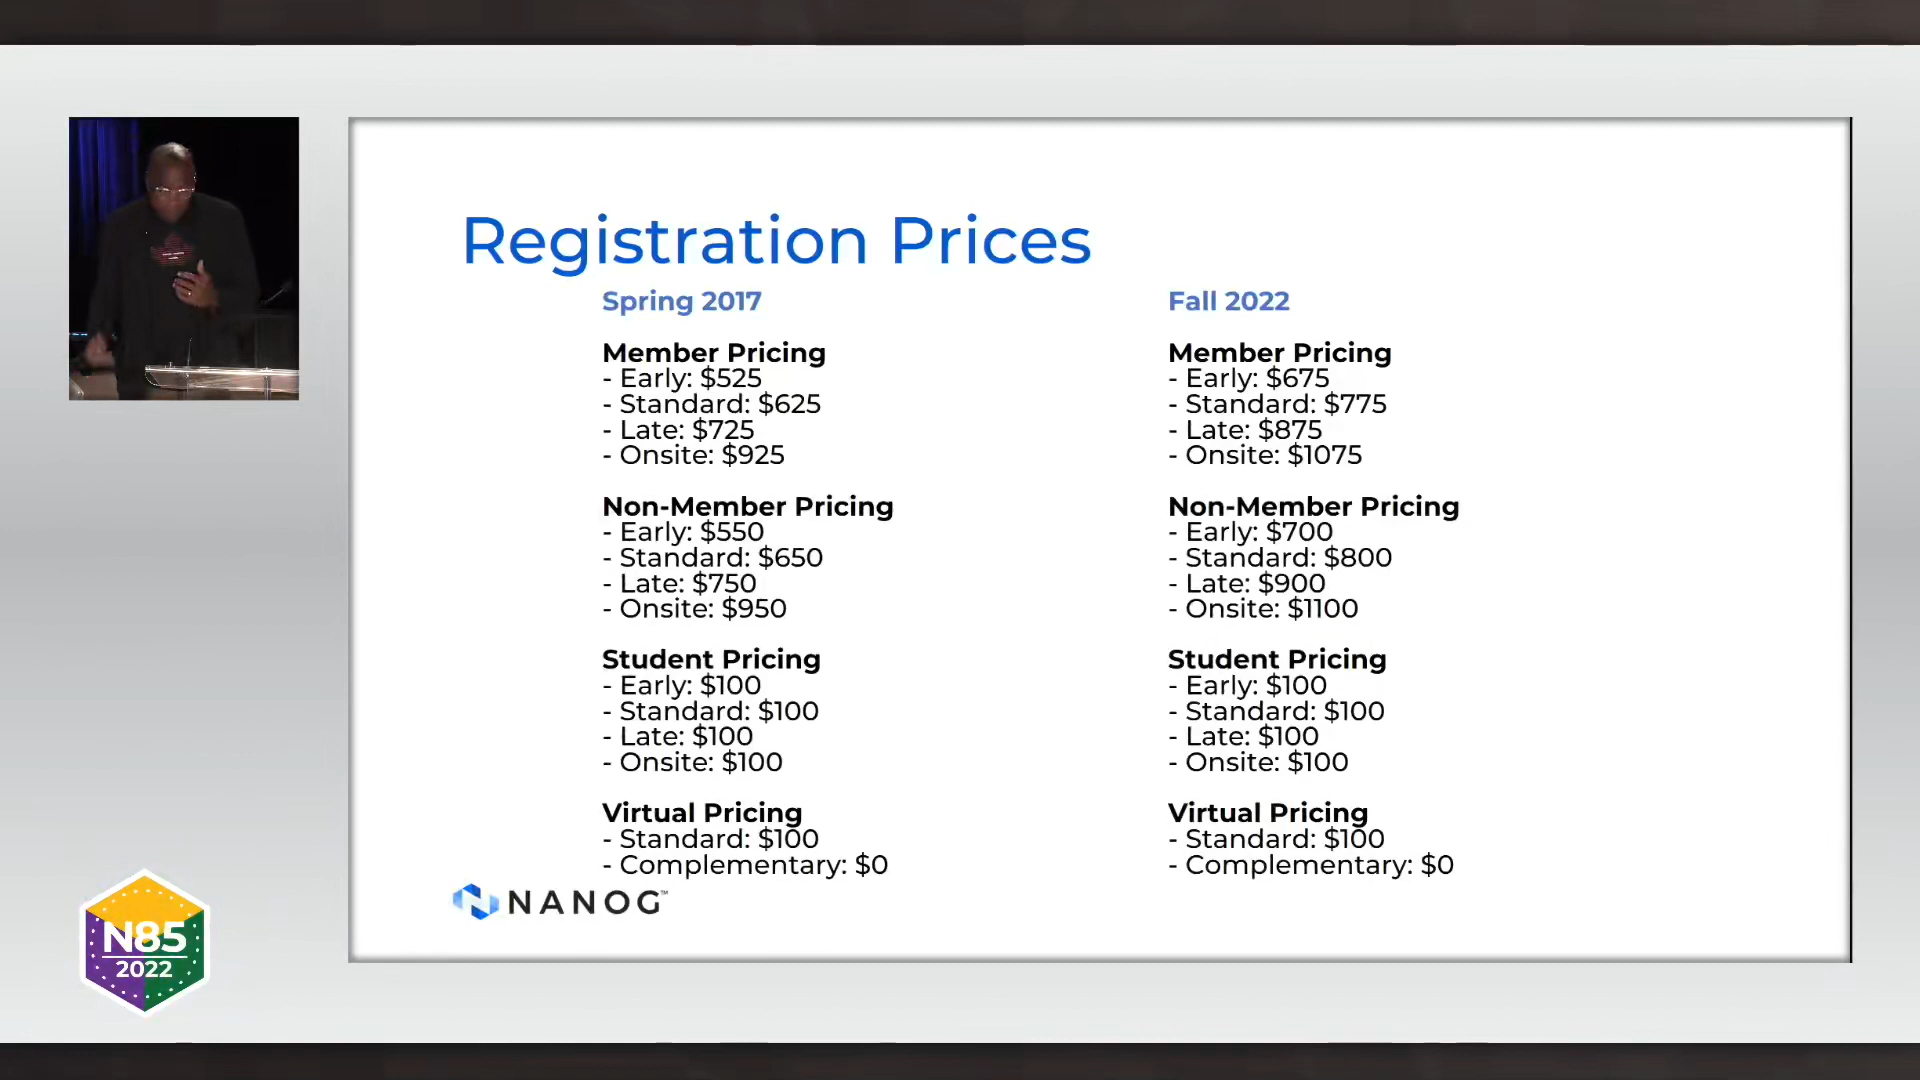 Registration Prices
Spring 2017
Member Pricing
- Early: $525
- Standard: $625
- Late: $725
- Onsite: $925
Non-Member Pricing
- Early: $550
- Standard: $650
- Late: $750
- Onsite: $950
Student Pricing
- Early: $100
- Standard: $100
- Late: $100
- Onsite: $100
Virtual Pricing
- Standard: $100
- Complementary: $0
Fall 2022
Member Pricing
- Early: $675
- Standard: $775
- Late: $875
- Onsite: $1075
Non-Member Pricing
- Early: $700
- Standard: $800
- Late: $900
- Onsite: $1100
Student Pricing
- Early: $100
- Standard: $100
- Late: $100
- Onsite: $100
Virtual Pricing
- Standard: $100
- Complementary: $0
NANOG™
N85
2022